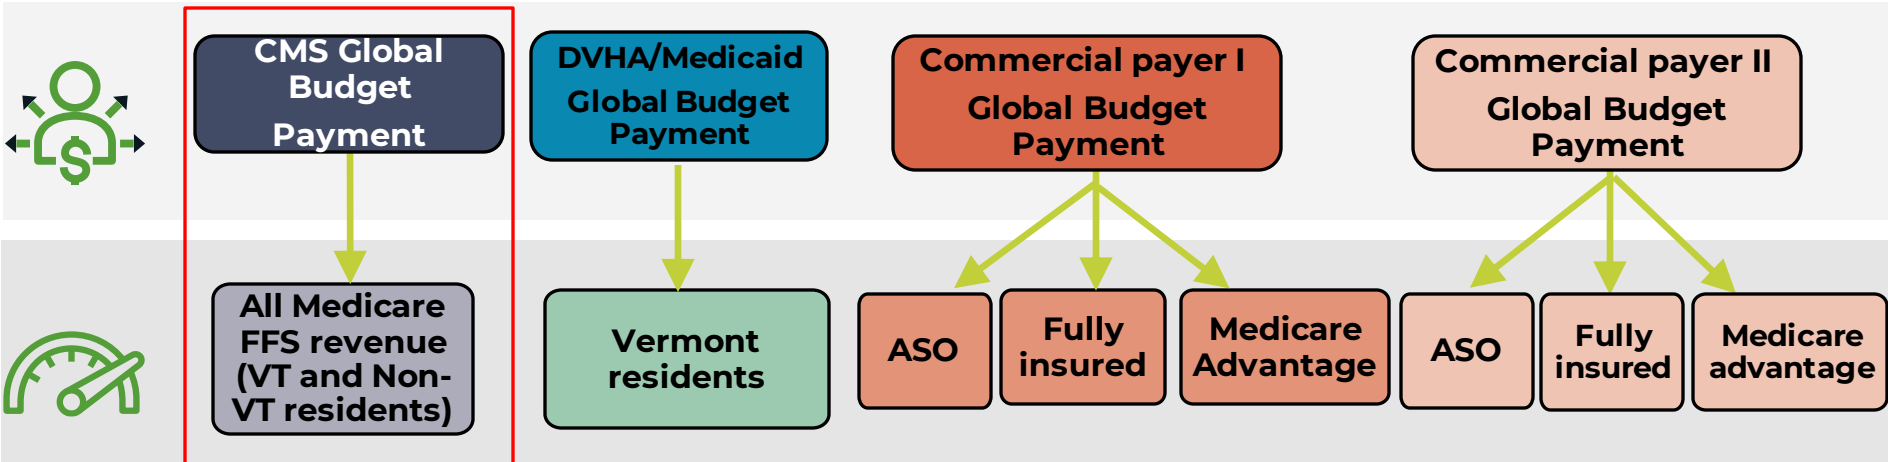 CMS Global
Budget
Payment
DVHA/Medicaid
Global Budget
Payment
Commercial payer I
Global Budget
Payment
Commercial payer II
Global Budget
Payment
All Medicare
FFS revenue
(VT and Non-
VT residents)
Vermont
residents
ASO
Fully
insured
Medicare
Advantage
ASO
Fully
insured
Medicare
advantage